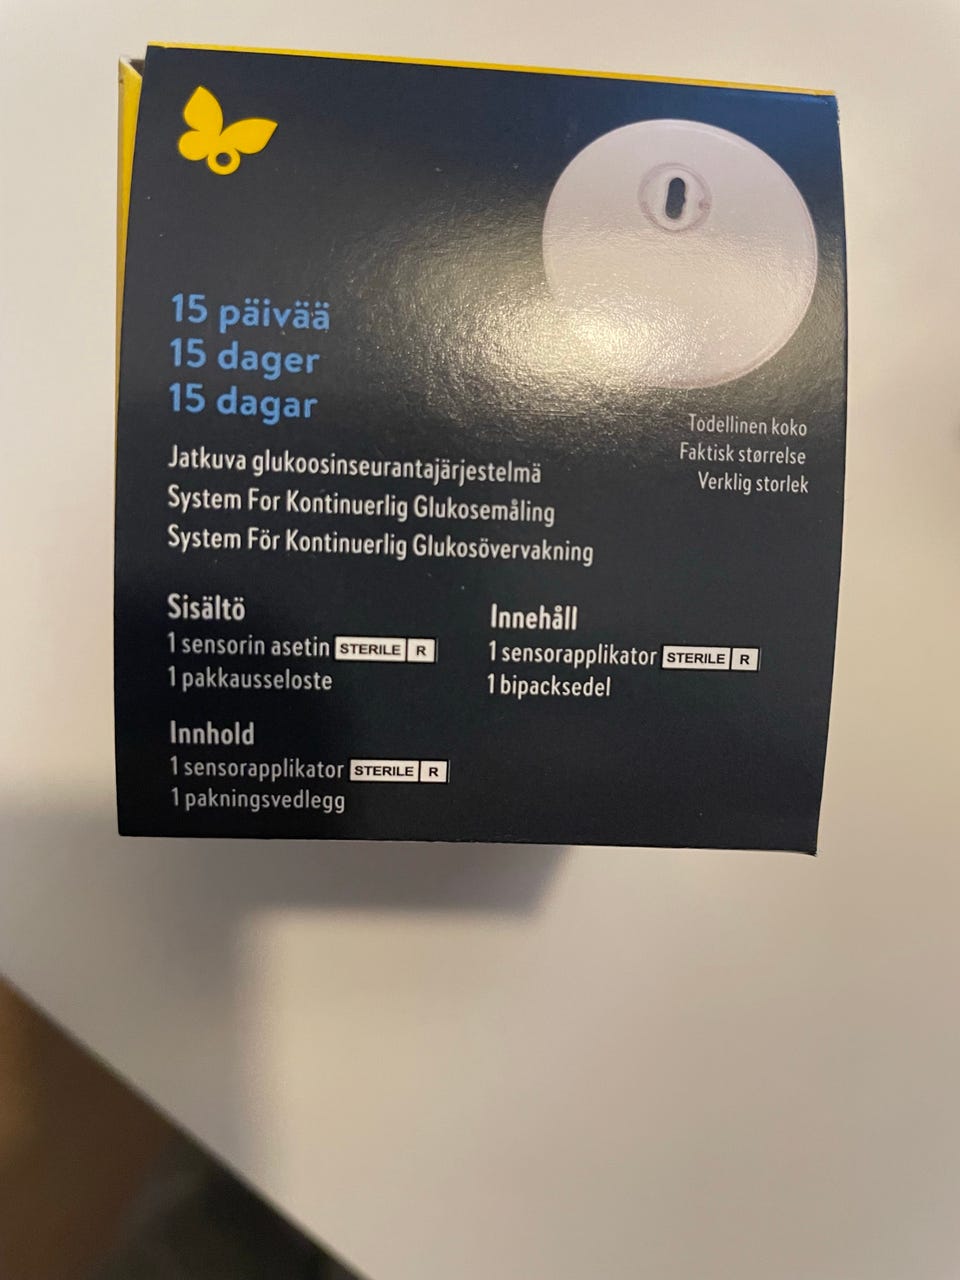 15 päivää
15 dager
15 dagar
Todellinen koko
Faktisk størrelse
Verklig storlek
Jatkuva glukoosinseurantajärjestelmä
System For Kontinuerlig Glukosemåling
System För Kontinuerlig Glukosövervakning
Sisältö
1 sensorin asetin STERILE R
1 pakkausseloste
Innehåll
1 sensorapplikator STERILE R
1 bipacksedel
Innhold
1 sensorapplikator STERILE R
1 pakningsvedlegg